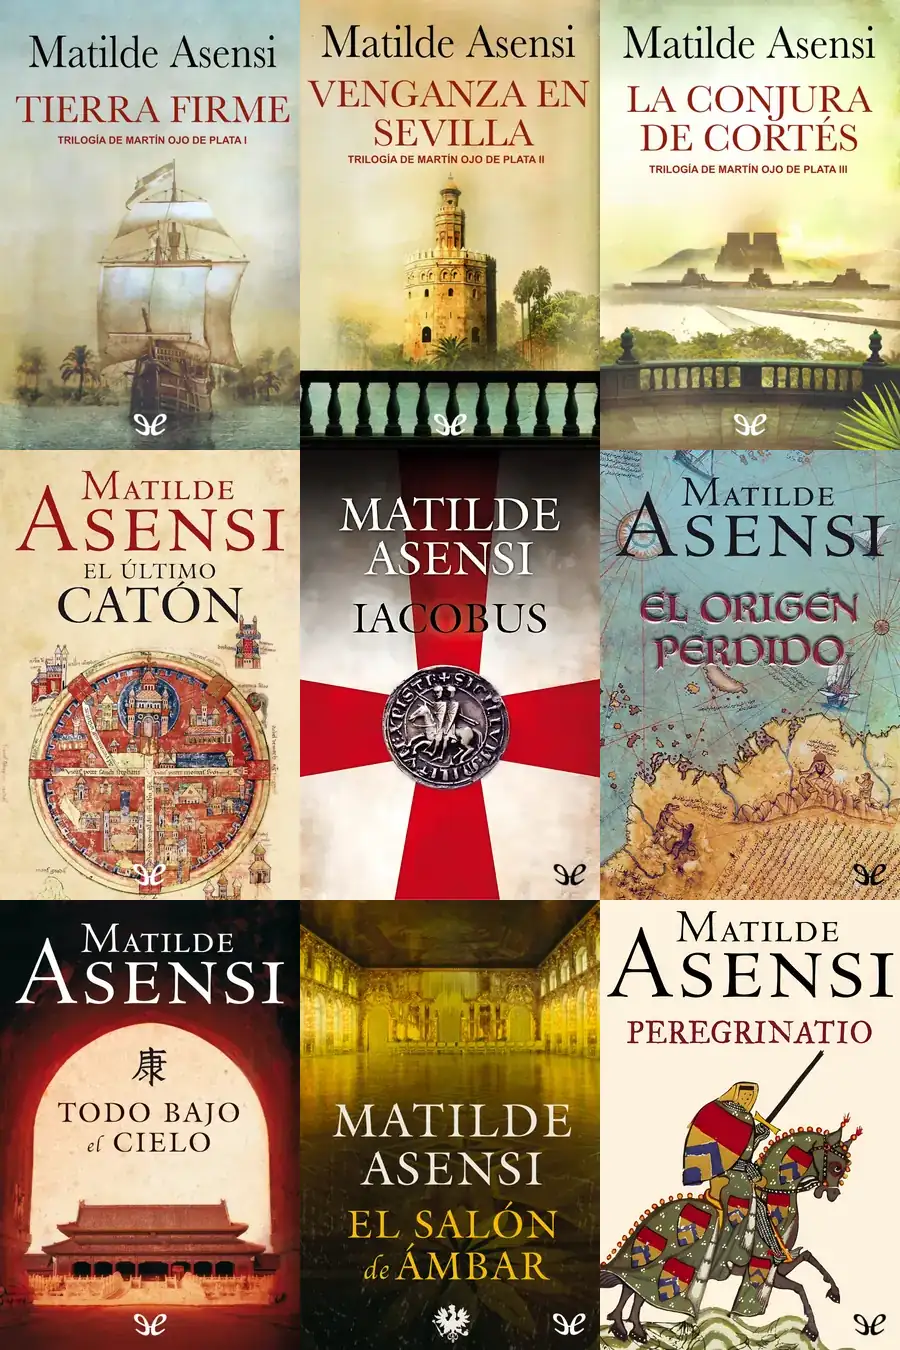 Matilde Asensi
TIERRA FIRME
TRILOGÍA DE MARTÍN OJO DE PLATA I
Matilde Asensi
VENGANZA EN
SEVILLA
TRILOGÍA DE MARTÍN OJO DE PLATA II
Matilde Asensi
LA CONJURA
DE CORTÉS
TRILOGÍA DE MARTÍN OJO DE PLATA III
MATILDE
ASENSI
EL ÚLTIMO
CATÓN
MATILDE
ASENSI
IACOBUS
MATILDE
ASENSI
EL ORIGEN
PERDIDO
MATILDE
ASENSI
康
TODO BAJO
el CIELO
MATILDE
ASENSI
EL SALÓN
de ÁMBAR
MATILDE
ASENSI
PEREGRINATIO